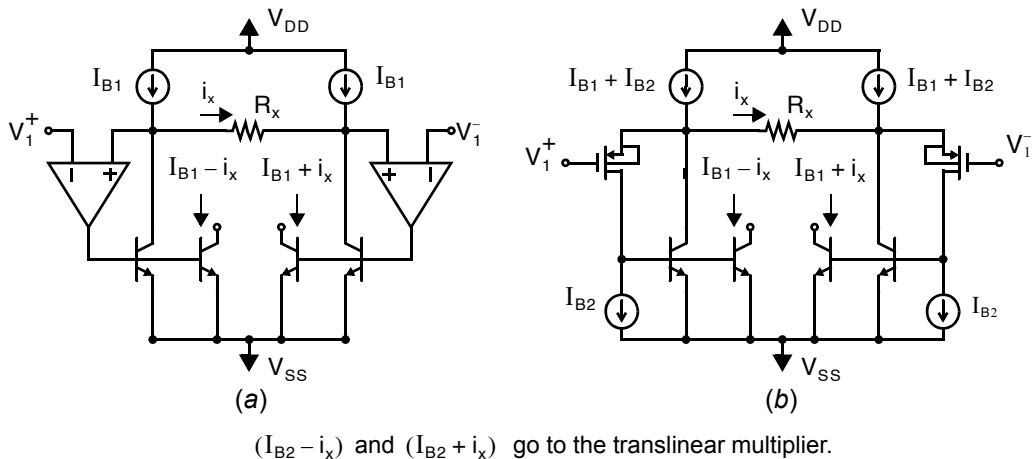 V_DD V_DD
I_B1 I_B1 I_B1 + I_B2 I_B1 + I_B2
i_x R_x i_x R_x
V_1^+ V_1^- V_1^+ V_1^-
I_B1 – i_x I_B1 + i_x I_B1 – i_x I_B1 + i_x
– + + –
I_B2 I_B2
V_SS V_SS
(a) (b)
(I_B2 – i_x) and (I_B2 + i_x) go to the translinear multiplier.